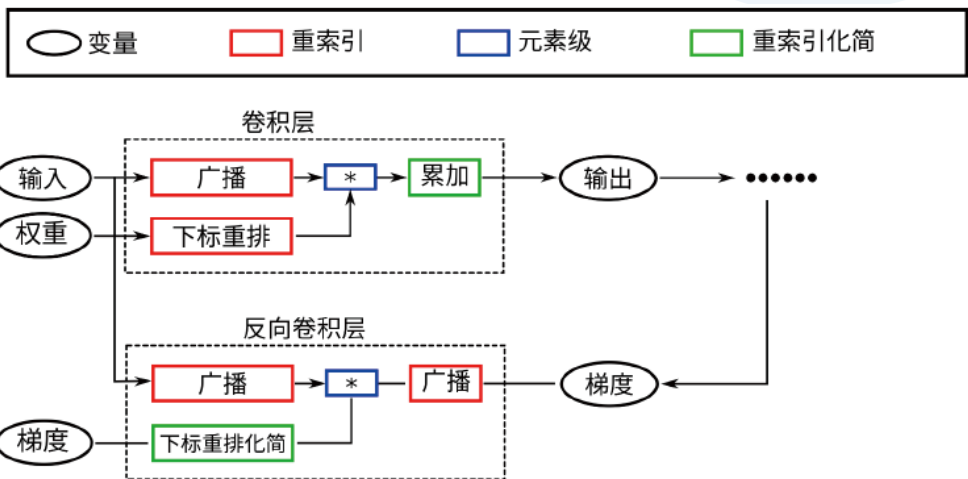 变量 重索引 元素级 重索引化简
卷积层
输入 广播 * 累加 输出 ••••••
权重 下标重排
反向卷积层
广播 * 广播 梯度
梯度 下标重排化简